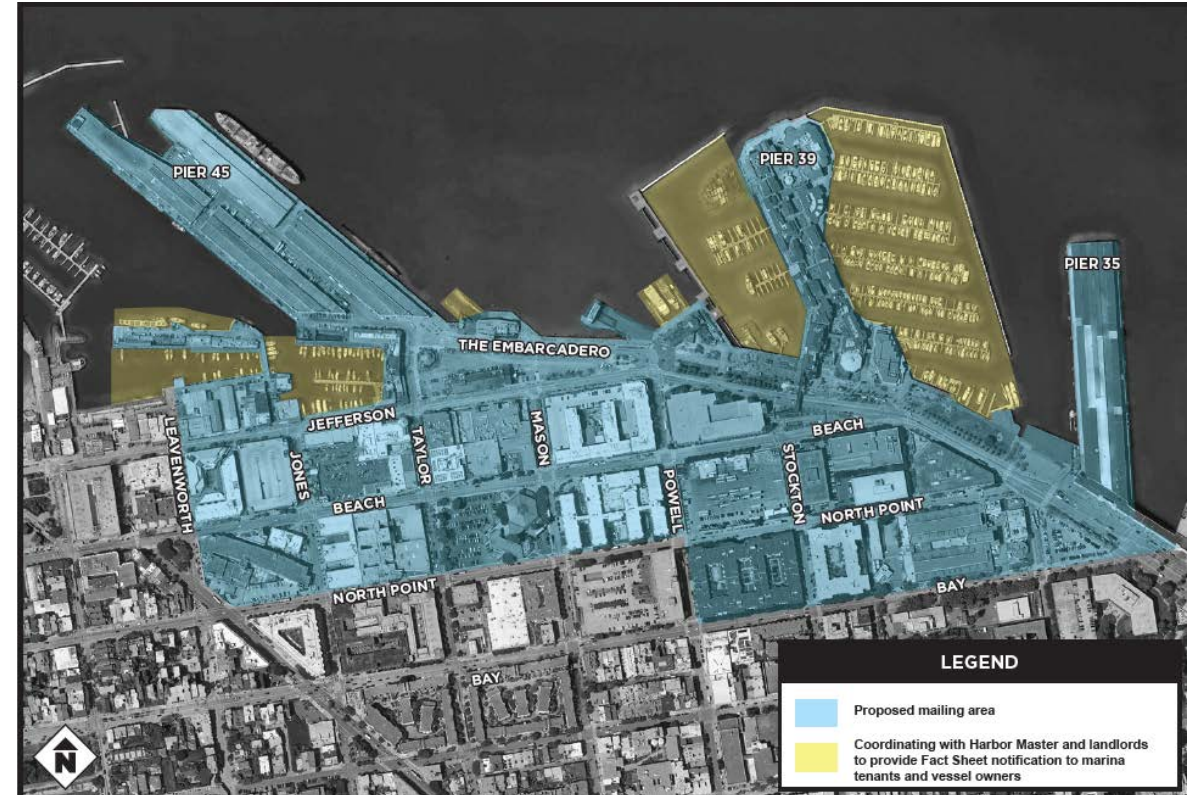 PIER 45
PIER 39
PIER 35
THE EMBARCADERO
JEFFERSON
LEAVENWORTH
JONES
TAYLOR
MASON
BEACH
BEACH
POWELL
STOCKTON
NORTH POINT
NORTH POINT
BAY
BAY
LEGEND
Proposed mailing area
Coordinating with Harbor Master and landlords
to provide Fact Sheet notification to marina
tenants and vessel owners
N